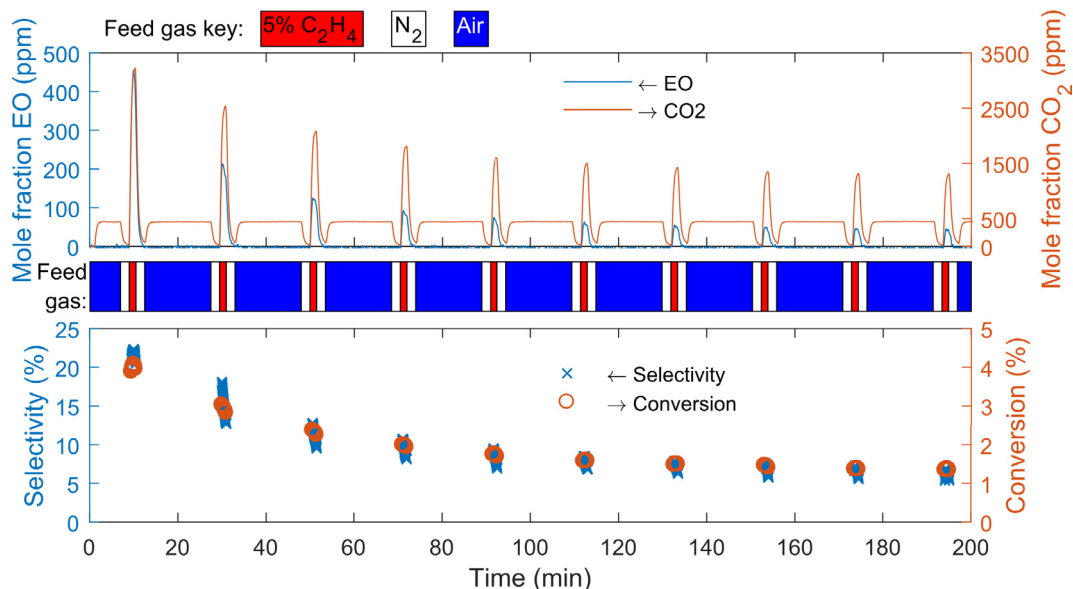 Feed gas key: 5% C2H4 N2 Air
Mole fraction EO (ppm)
500
400
300
200
100
0
← EO
→ CO2
3500
2500
1500
500
0
Mole fraction CO2 (ppm)
Feed
gas:
Selectivity (%)
25
20
15
10
5
0
× ← Selectivity
○ → Conversion
5
4
3
2
1
0
Conversion (%)
0 20 40 60 80 100 120 140 160 180 200
Time (min)